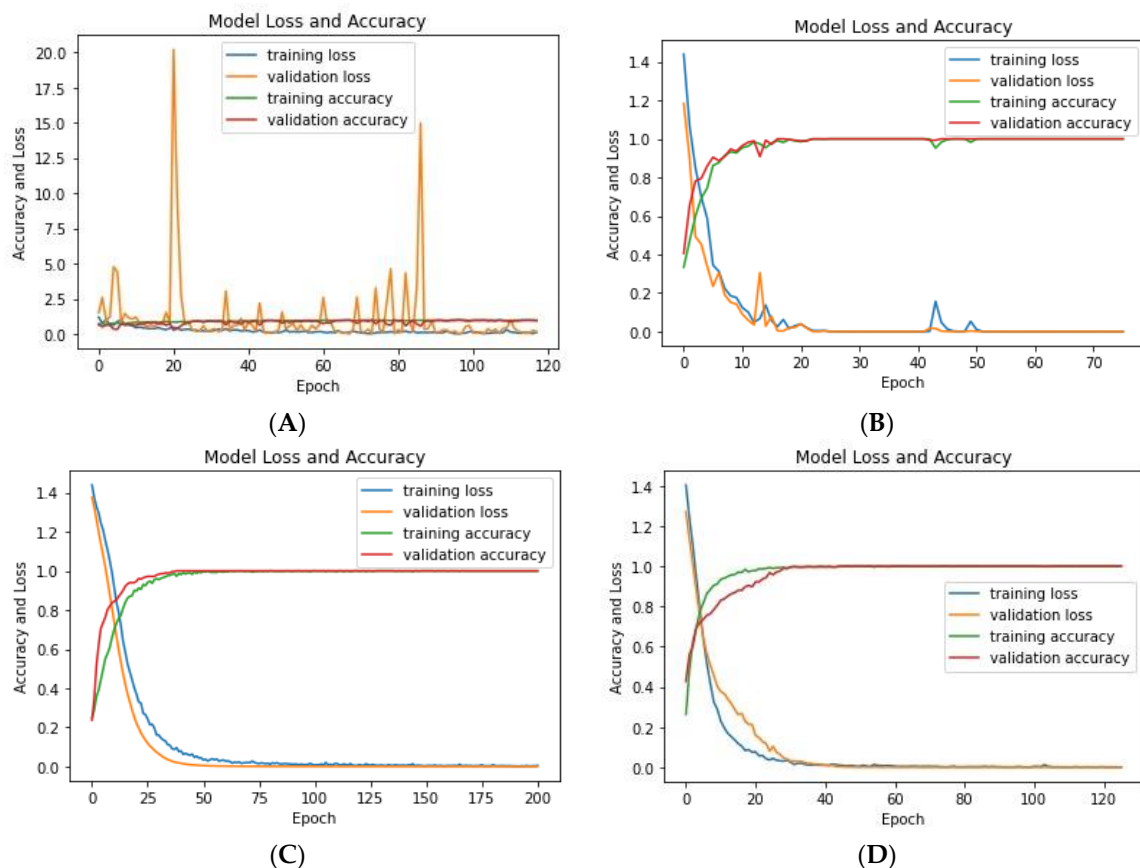 Model Loss and Accuracy
training loss
validation loss
training accuracy
validation accuracy
Accuracy and Loss
20.0
17.5
15.0
12.5
10.0
7.5
5.0
2.5
0.0
0 20 40 60 80 100 120
Epoch
(A)
Model Loss and Accuracy
training loss
validation loss
training accuracy
validation accuracy
Accuracy and Loss
1.4
1.2
1.0
0.8
0.6
0.4
0.2
0.0
0 10 20 30 40 50 60 70
Epoch
(B)
Model Loss and Accuracy
training loss
validation loss
training accuracy
validation accuracy
Accuracy and Loss
1.4
1.2
1.0
0.8
0.6
0.4
0.2
0.0
0 25 50 75 100 125 150 175 200
Epoch
(C)
Model Loss and Accuracy
training loss
validation loss
training accuracy
validation accuracy
Accuracy and Loss
1.4
1.2
1.0
0.8
0.6
0.4
0.2
0.0
0 20 40 60 80 100 120
Epoch
(D)